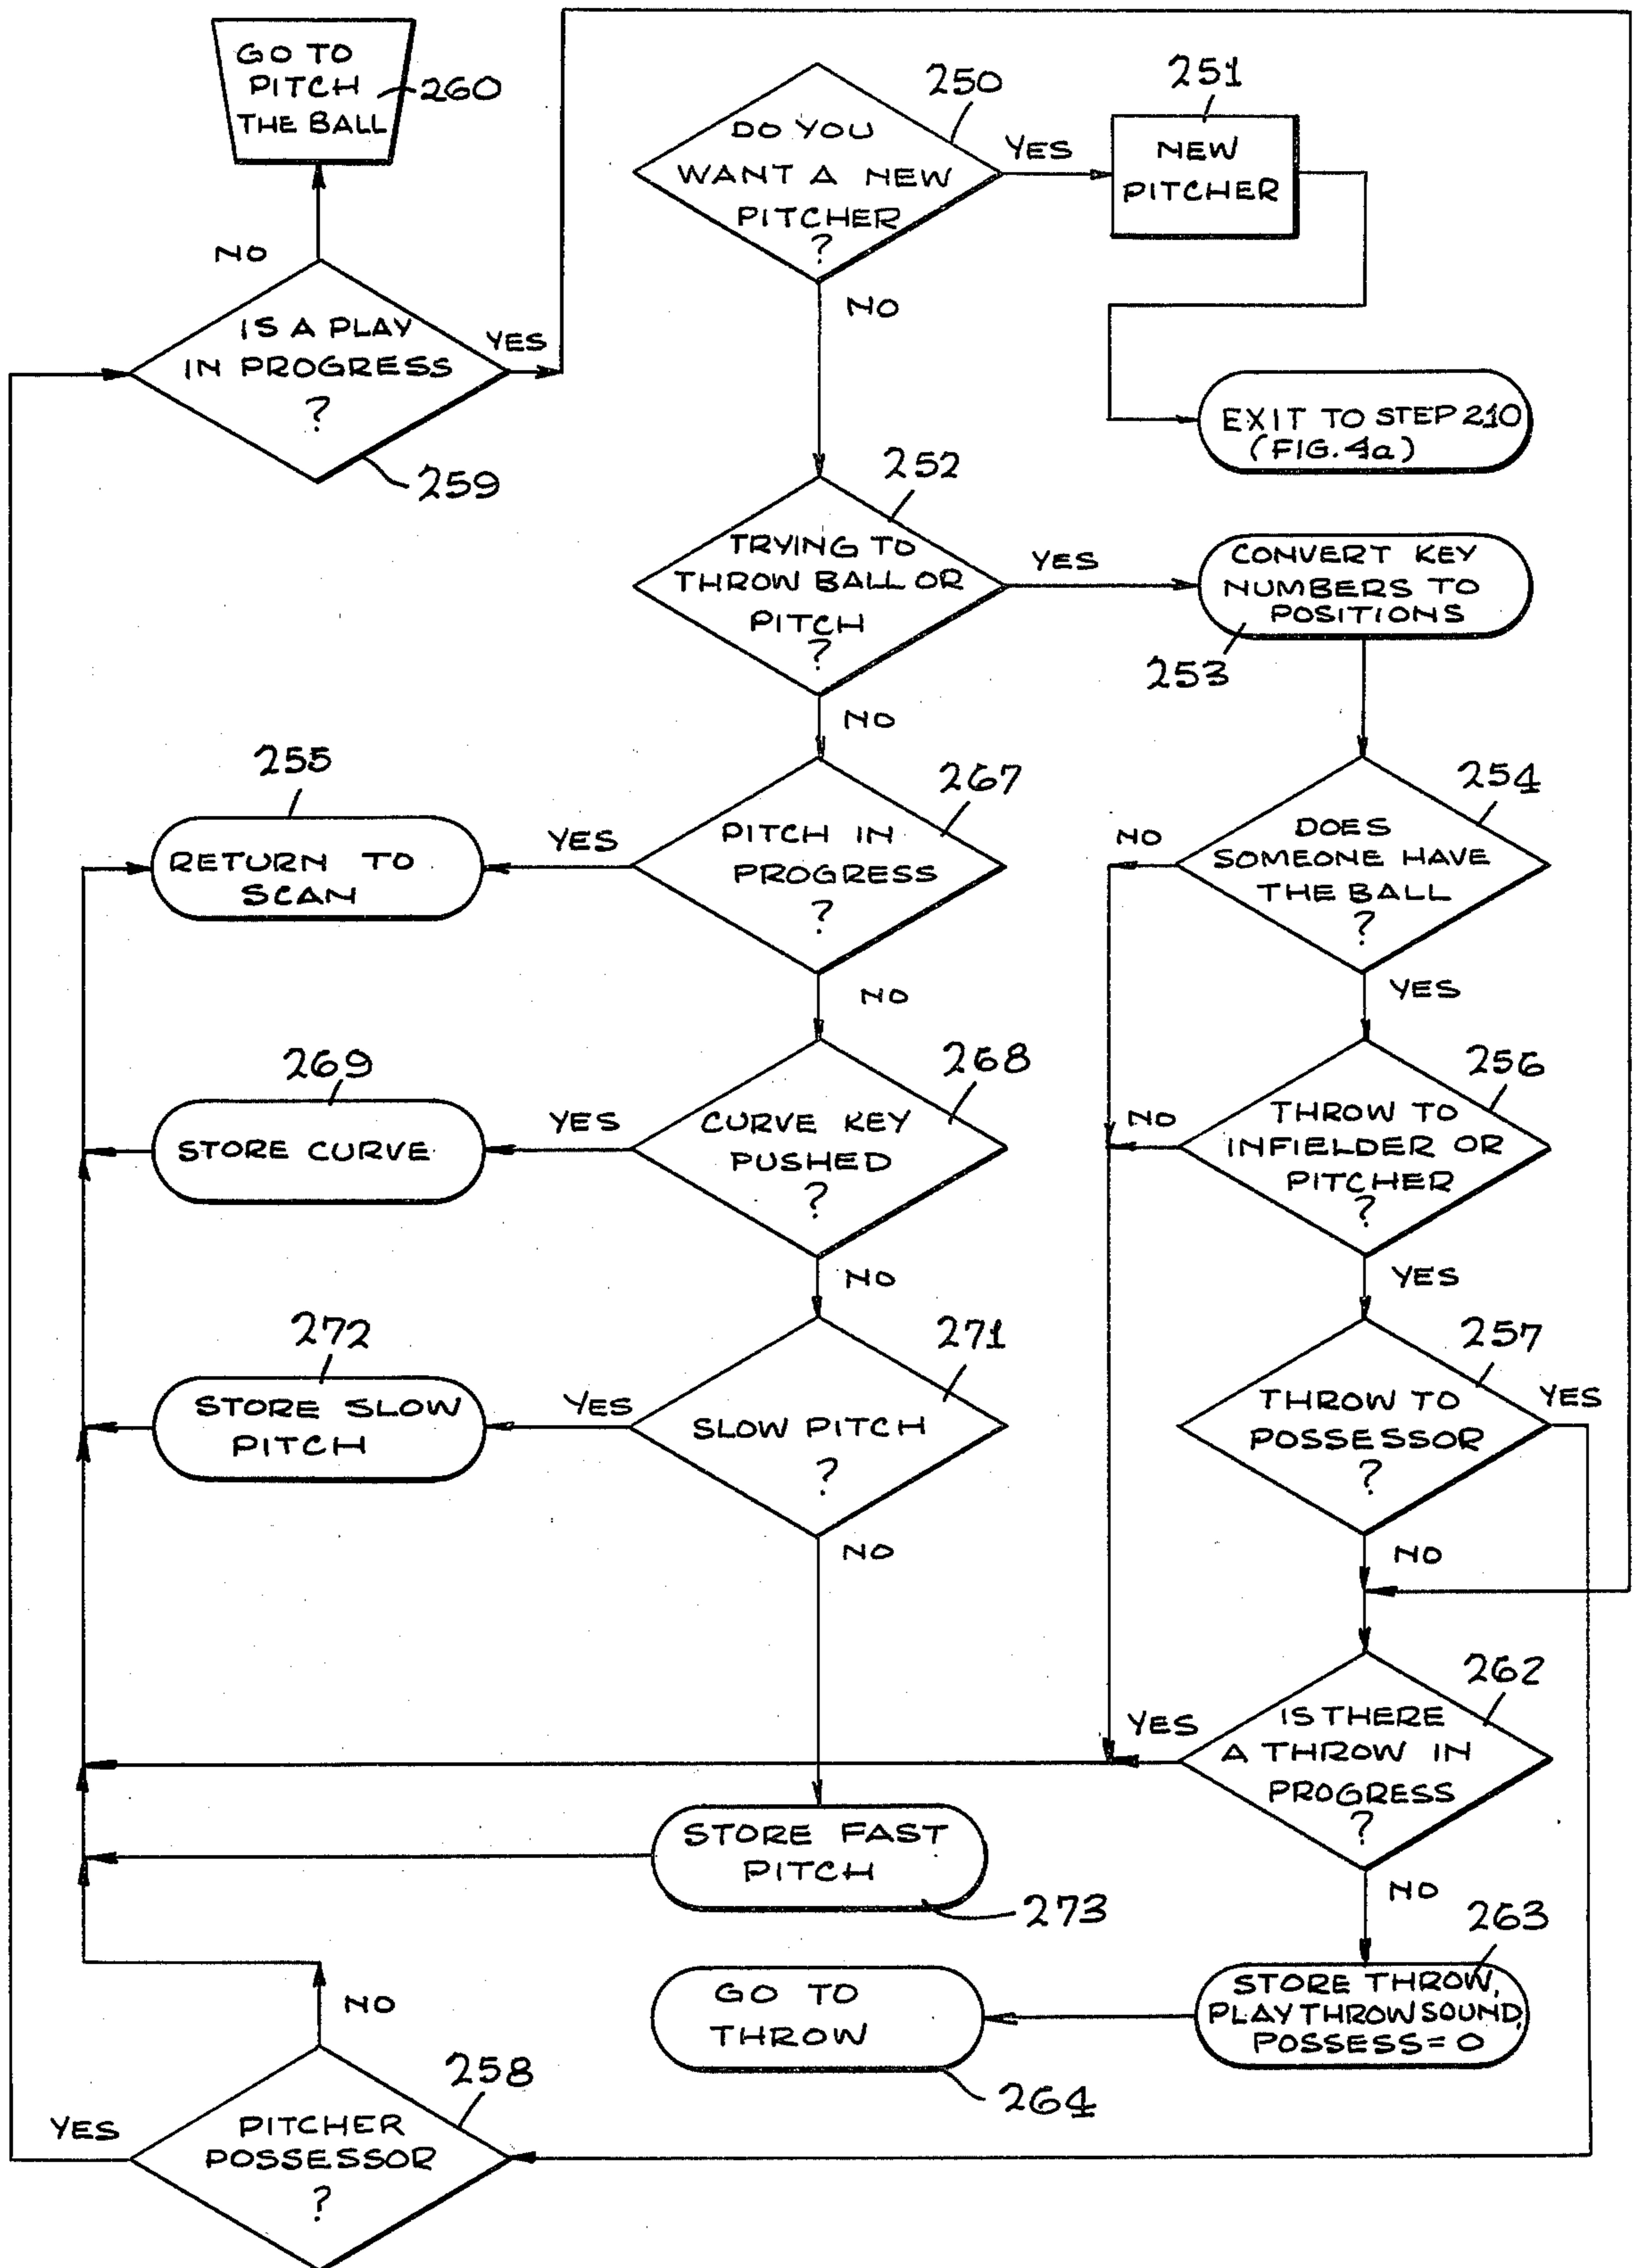 GO TO
PITCH
THE BALL
260
NO
IS A PLAY
IN PROGRESS
?
YES
259
250
DO YOU
WANT A NEW
PITCHER
?
YES
NO
251
NEW
PITCHER
EXIT TO STEP 210
(FIG. 4a)
252
TRYING TO
THROW BALL OR
PITCH
?
YES
NO
CONVERT KEY
NUMBERS TO
POSITIONS
253
255
RETURN TO
SCAN
YES
267
PITCH IN
PROGRESS
?
NO
254
NO
DOES
SOMEONE HAVE
THE BALL
?
YES
269
STORE CURVE
YES
268
CURVE KEY
PUSHED
?
NO
256
NO
THROW TO
INFIELDER OR
PITCHER
?
YES
272
STORE SLOW
PITCH
YES
271
SLOW PITCH
?
NO
257
THROW TO
POSSESSOR
?
YES
NO
262
YES
IS THERE
A THROW IN
PROGRESS
?
NO
STORE FAST
PITCH
273
263
STORE THROW,
PLAY THROW SOUND,
POSSESS = 0
GO TO
THROW
264
NO
258
YES
PITCHER
POSSESSOR
?